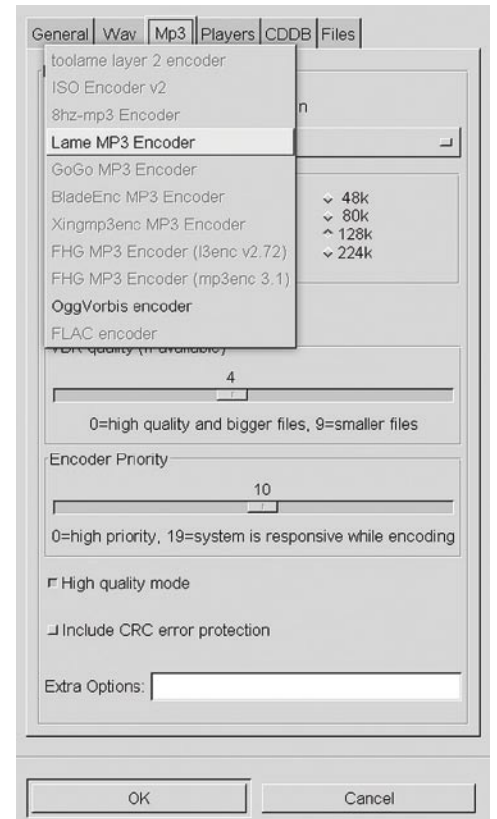 General Wav Mp3 Players CDDB Files
toolame layer 2 encoder
ISO Encoder v2
8hz-mp3 Encoder
n
Lame MP3 Encoder
GoGo MP3 Encoder
BladeEnc MP3 Encoder
48k
Xingmp3enc MP3 Encoder
80k
128k
FHG MP3 Encoder (l3enc v2.72)
224k
FHG MP3 Encoder (mp3enc 3.1)
OggVorbis encoder
FLAC encoder
VBR quality (if available)
4
0=high quality and bigger files, 9=smaller files
Encoder Priority
10
0=high priority, 19=system is responsive while encoding
High quality mode
Include CRC error protection
Extra Options:
OK Cancel